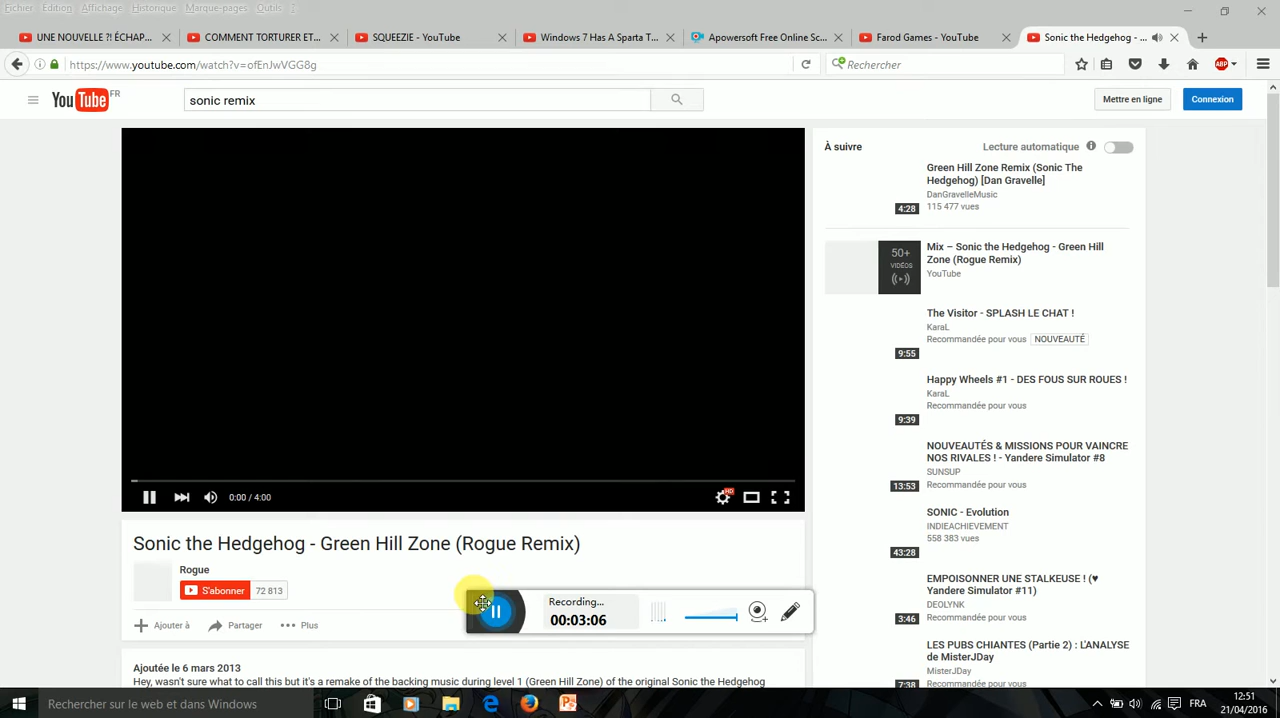 Fichier Edition Affichage Historique Marque-pages Outils ?
UNE NOUVELLE ?! ÉCHAP...
COMMENT TORTURER ET...
SQUEEZIE - YouTube
Windows 7 Has A Sparta T...
Apowersoft Free Online Sc...
Farod Games - YouTube
Sonic the Hedgehog - ...
https://www.youtube.com/watch?v=ofEnJwVGG8g
Rechercher
ABP
YouTube FR
sonic remix
Mettre en ligne
Connexion
0:00 / 4:00
HD
Sonic the Hedgehog - Green Hill Zone (Rogue Remix)
Rogue
S'abonner 72 813
Ajouter à Partager Plus
Ajoutée le 6 mars 2013
Hey, wasn't sure what to call this but it's a remake of the backing music during level 1 (Green Hill Zone) of the original Sonic the Hedgehog
Recording...
00:03:06
À suivre
Lecture automatique
Green Hill Zone Remix (Sonic The
Hedgehog) [Dan Gravelle]
DanGravelleMusic
115 477 vues
4:28
50+
VIDÉOS
Mix – Sonic the Hedgehog - Green Hill
Zone (Rogue Remix)
YouTube
The Visitor - SPLASH LE CHAT !
KaraL
Recommandée pour vous NOUVEAUTÉ
9:55
Happy Wheels #1 - DES FOUS SUR ROUES !
KaraL
Recommandée pour vous
9:39
NOUVEAUTÉS & MISSIONS POUR VAINCRE
NOS RIVALES ! - Yandere Simulator #8
SUNSUP
Recommandée pour vous
13:53
SONIC - Evolution
INDIEACHIEVEMENT
558 383 vues
43:28
EMPOISONNER UNE STALKEUSE ! (♥
Yandere Simulator #11)
DEOLYNK
Recommandée pour vous
3:46
LES PUBS CHIANTES (Partie 2) : L'ANALYSE
de MisterJDay
MisterJDay
Recommandée pour vous
7:38
Rechercher sur le web et dans Windows
FRA
12:51
21/04/2016